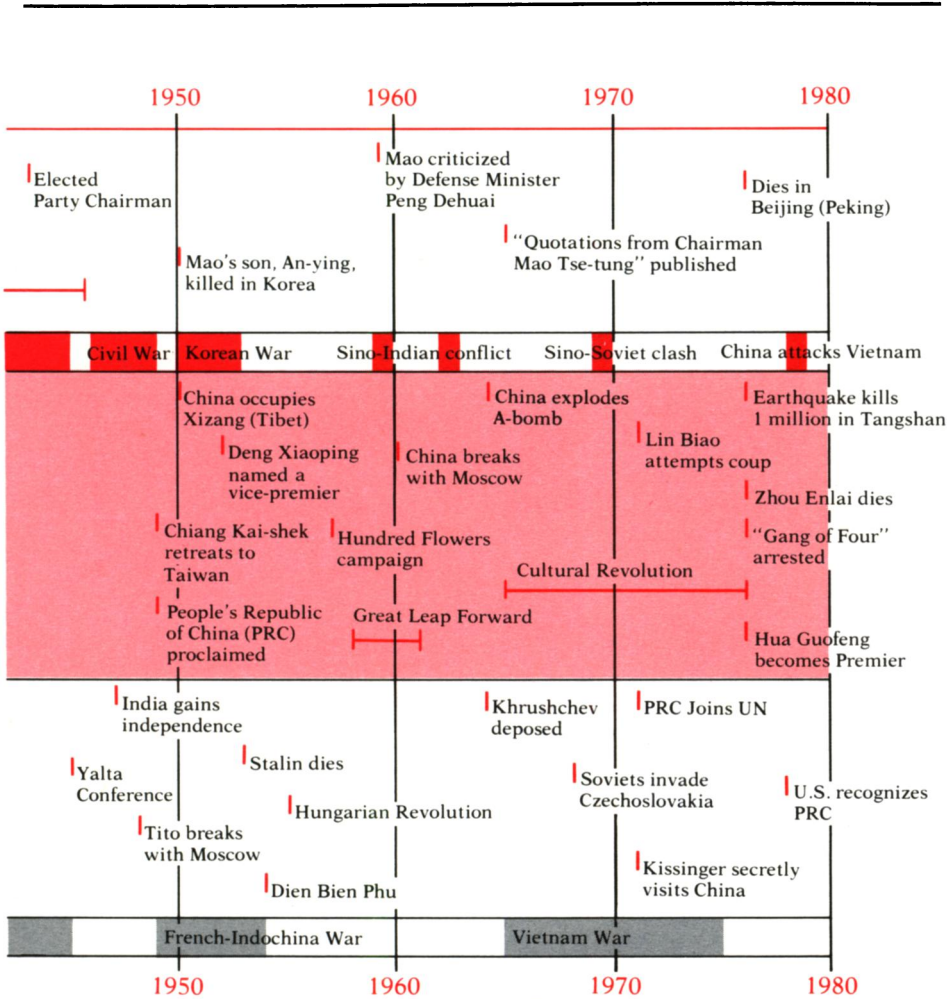 1950 1960 1970 1980
Elected
Party Chairman
Mao criticized
by Defense Minister
Peng Dehuai
Dies in
Beijing (Peking)
"Quotations from Chairman
Mao Tse-tung" published
Mao's son, An-ying,
killed in Korea
Civil War Korean War Sino-Indian conflict Sino-Soviet clash China attacks Vietnam
China occupies
Xizang (Tibet)
China explodes
A-bomb
Earthquake kills
1 million in Tangshan
Deng Xiaoping
named a
vice-premier
China breaks
with Moscow
Lin Biao
attempts coup
Zhou Enlai dies
Chiang Kai-shek
retreats to
Taiwan
Hundred Flowers
campaign
"Gang of Four"
arrested
Cultural Revolution
People's Republic
of China (PRC)
proclaimed
Great Leap Forward
Hua Guofeng
becomes Premier
India gains
independence
Khrushchev
deposed
PRC Joins UN
Stalin dies
Yalta
Conference
Soviets invade
Czechoslovakia
U.S. recognizes
PRC
Hungarian Revolution
Tito breaks
with Moscow
Kissinger secretly
visits China
Dien Bien Phu
French-Indochina War Vietnam War
1950 1960 1970 1980